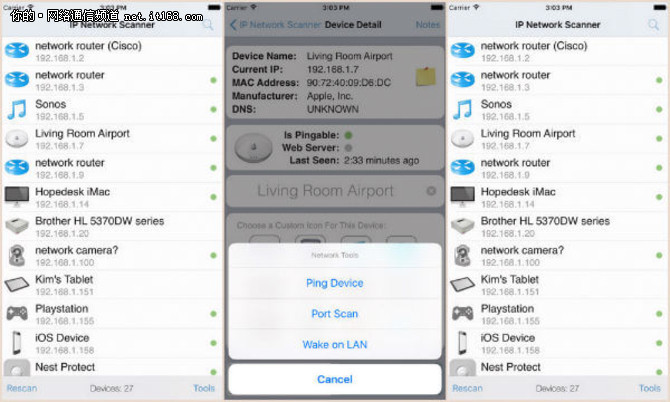 你的·网络通信频道 net.it168.com
Carrier 3:03 PM
IP Network Scanner
network router (Cisco)
192.168.1.2
network router
192.168.1.3
Sonos
192.168.1.5
Living Room Airport
192.168.1.7
network router
192.168.1.9
Hopedesk iMac
192.168.1.14
Brother HL 5370DW series
192.168.1.20
network camera?
192.168.1.100
Kim's Tablet
192.168.1.151
Playstation
192.168.1.155
iOS Device
192.168.1.158
Nest Protect
Rescan Devices: 27 Tools
Carrier 3:03 PM
IP Network Scanner Device Detail Notes
Device Name: Living Room Airport
Current IP: 192.168.1.7
MAC Address: 90:72:40:09:D6:DC
Manufacturer: Apple, Inc.
DNS: UNKNOWN
Is Pingable:
Web Server:
Last Seen: 2:33 minutes ago
Living Room Airport
Choose a Custom Icon For This Device:
Network Tools
Ping Device
Port Scan
Wake on LAN
Cancel
Carrier 3:03 PM
IP Network Scanner
network router (Cisco)
192.168.1.2
network router
192.168.1.3
Sonos
192.168.1.5
Living Room Airport
192.168.1.7
network router
192.168.1.9
Hopedesk iMac
192.168.1.14
Brother HL 5370DW series
192.168.1.20
network camera?
192.168.1.100
Kim's Tablet
192.168.1.151
Playstation
192.168.1.155
iOS Device
192.168.1.158
Nest Protect
Rescan Devices: 27 Tools